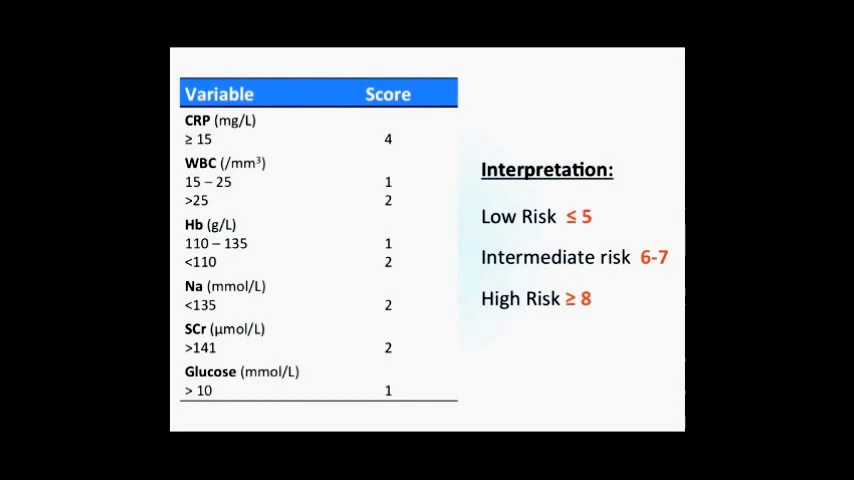 Variable Score
CRP (mg/L)
≥ 15 4
WBC (/mm³)
15 – 25 1
>25 2
Hb (g/L)
110 – 135 1
<110 2
Na (mmol/L)
<135 2
SCr (μmol/L)
>141 2
Glucose (mmol/L)
> 10 1
Interpretation:
Low Risk ≤ 5
Intermediate risk 6-7
High Risk ≥ 8